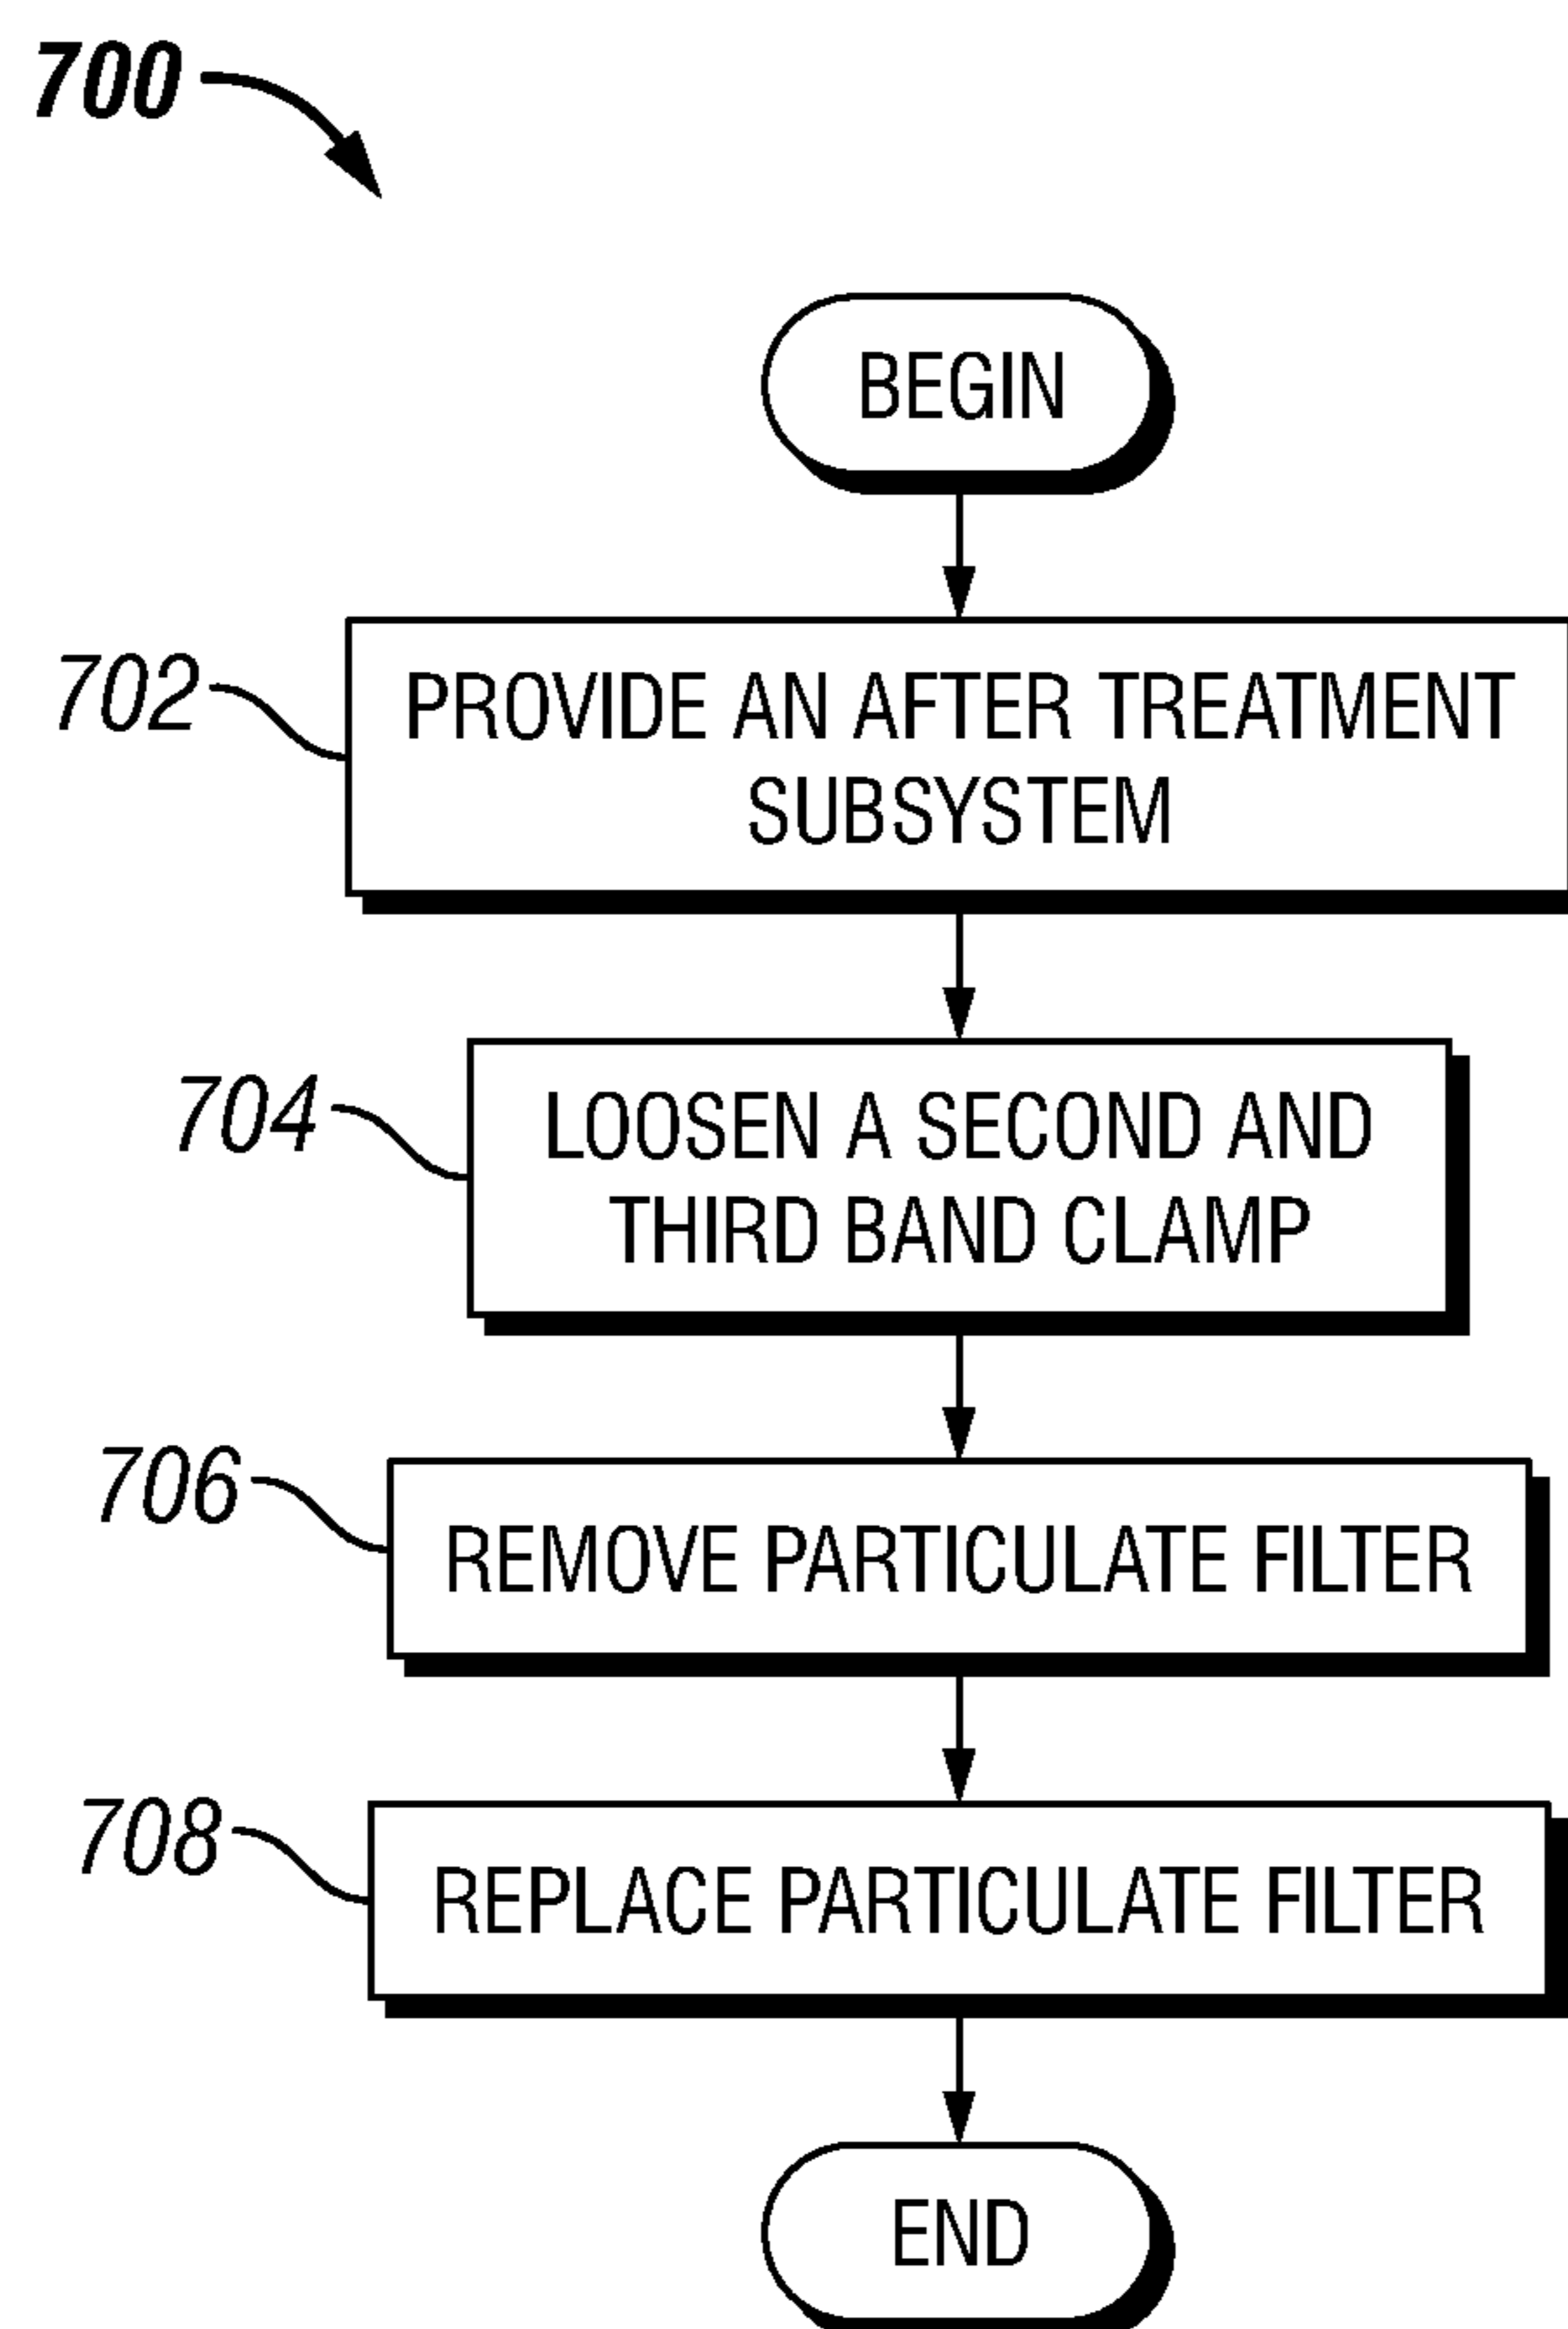 700
BEGIN
702
PROVIDE AN AFTER TREATMENT
SUBSYSTEM
704
LOOSEN A SECOND AND
THIRD BAND CLAMP
706
REMOVE PARTICULATE FILTER
708
REPLACE PARTICULATE FILTER
END